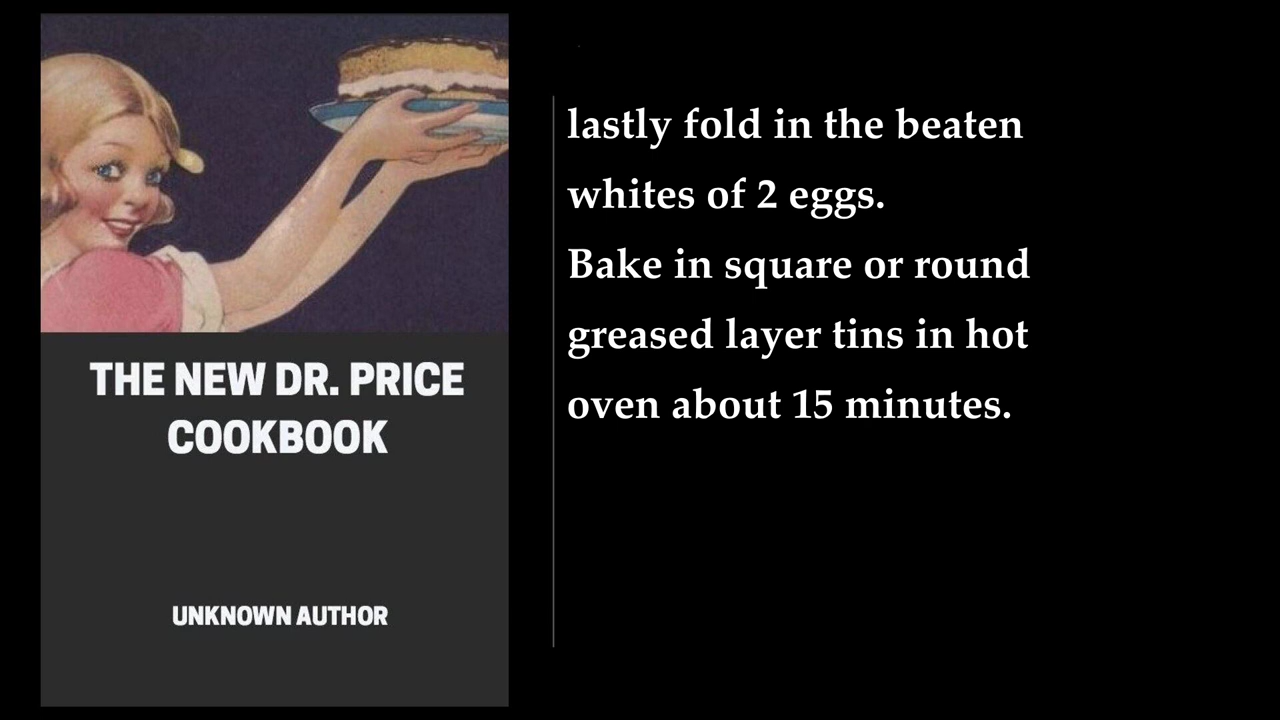 THE NEW DR. PRICE
COOKBOOK
UNKNOWN AUTHOR
lastly fold in the beaten
whites of 2 eggs.
Bake in square or round
greased layer tins in hot
oven about 15 minutes.